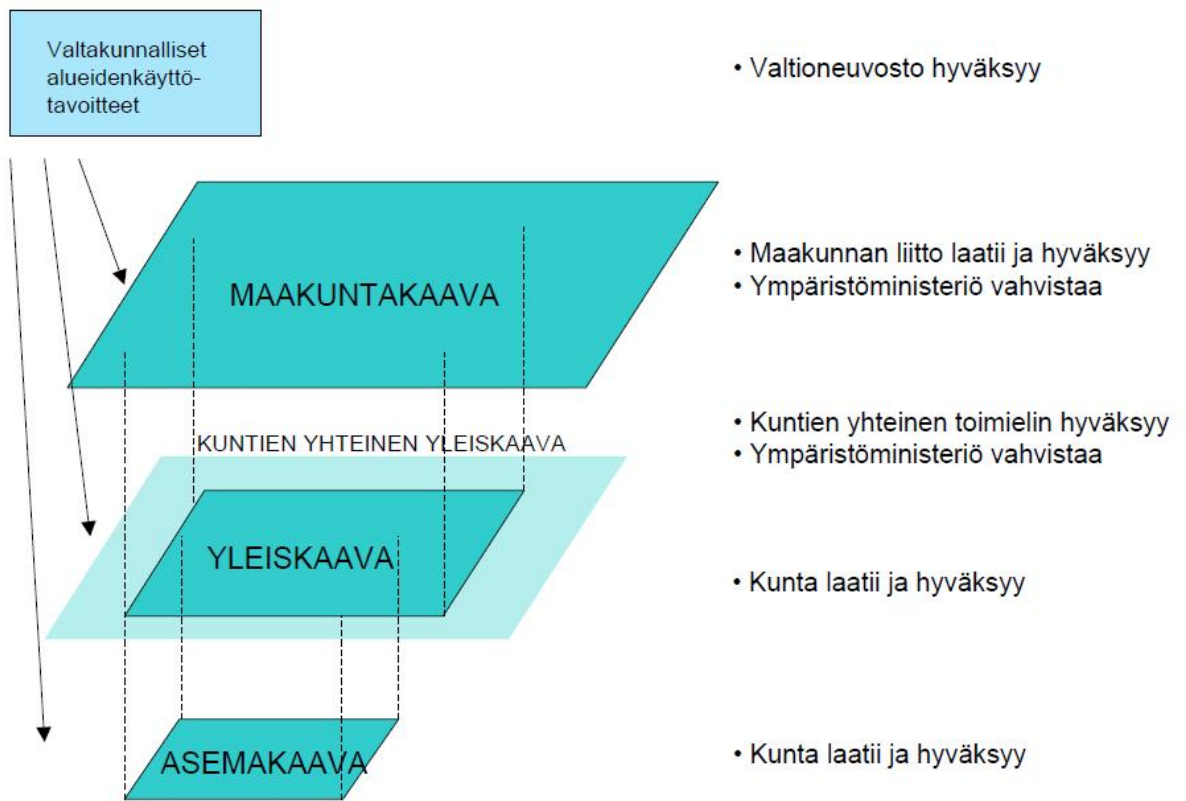 Valtakunnalliset
alueidenkäyttö-
tavoitteet
• Valtioneuvosto hyväksyy
MAAKUNTAKAAVA
• Maakunnan liitto laatii ja hyväksyy
• Ympäristöministeriö vahvistaa
KUNTIEN YHTEINEN YLEISKAAVA
• Kuntien yhteinen toimielin hyväksyy
• Ympäristöministeriö vahvistaa
YLEISKAAVA
• Kunta laatii ja hyväksyy
ASEMAKAAVA
• Kunta laatii ja hyväksyy